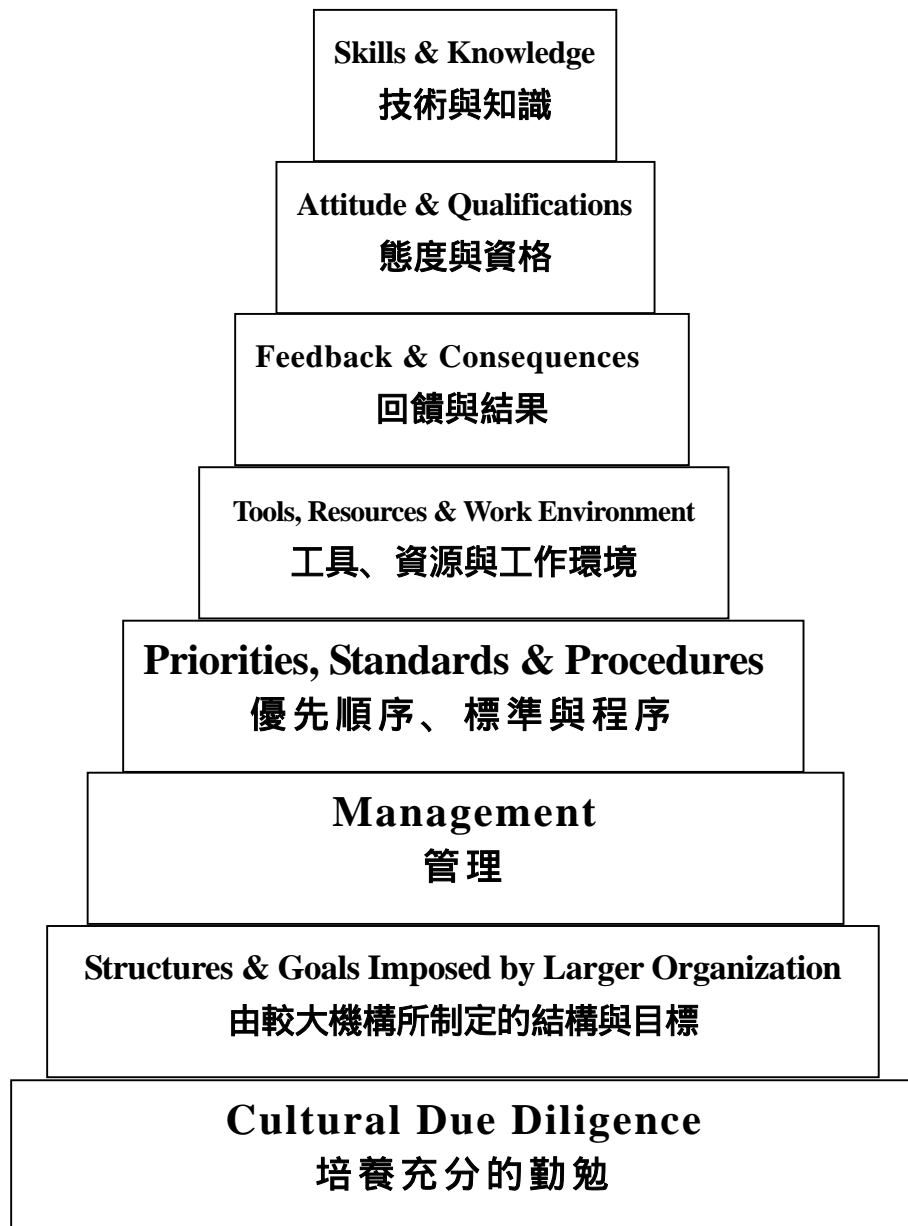 Skills & Knowledge
技術與知識
Attitude & Qualifications
態度與資格
Feedback & Consequences
回饋與結果
Tools, Resources & Work Environment
工具、資源與工作環境
Priorities, Standards & Procedures
優先順序、標準與程序
Management
管理
Structures & Goals Imposed by Larger Organization
由較大機構所制定的結構與目標
Cultural Due Diligence
培養充分的勤勉